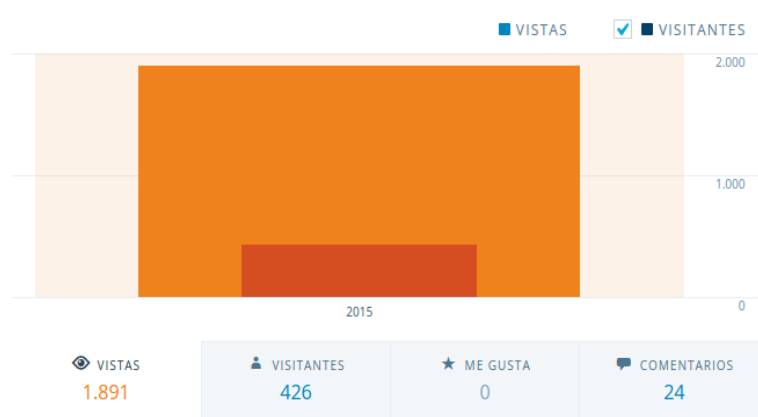 VISTAS VISITANTES
2.000
1.000
0
2015
VISTAS VISITANTES ME GUSTA COMENTARIOS
1.891 426 0 24